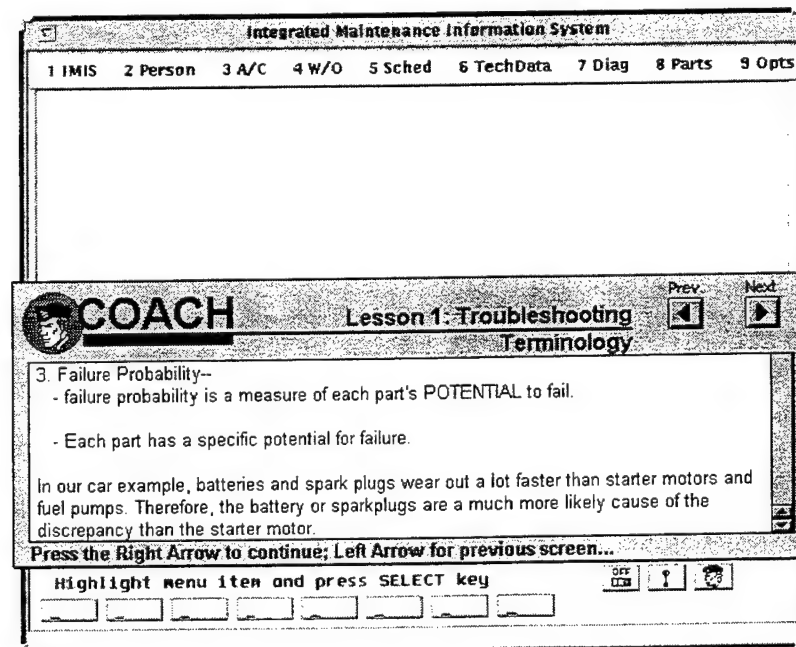 Integrated Maintenance Information System
1 IMIS 2 Person 3 A/C 4 W/O 5 Sched 6 TechData 7 Diag 8 Parts 9 Opts
COACH
Lesson 1: Troubleshooting
Terminology
Prev. Next
3. Failure Probability--
- failure probability is a measure of each part's POTENTIAL to fail.
- Each part has a specific potential for failure.
In our car example, batteries and spark plugs wear out a lot faster than starter motors and
fuel pumps. Therefore, the battery or sparkplugs are a much more likely cause of the
discrepancy than the starter motor.
Press the Right Arrow to continue; Left Arrow for previous screen...
Highlight menu item and press SELECT key
OFF
?